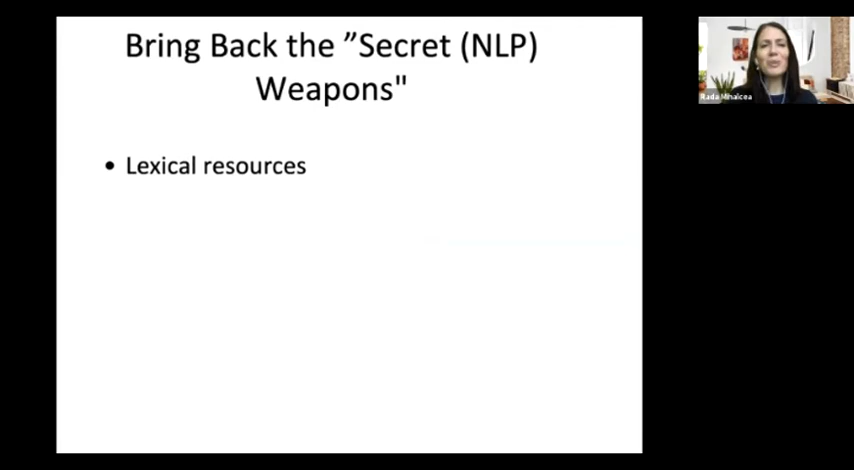 Bring Back the ”Secret (NLP)
Weapons"
• Lexical resources
Rada Mihalcea